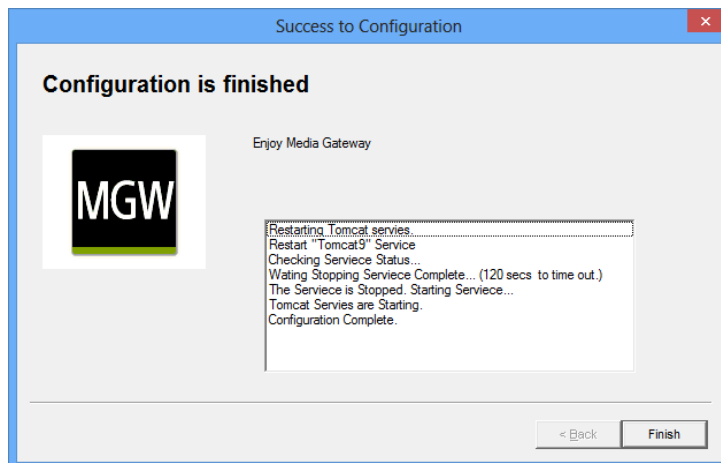 Success to Configuration
Configuration is finished
MGW
Enjoy Media Gateway
Restarting Tomcat servies.
Restart "Tomcat9" Service
Checking Serviece Status...
Wating Stopping Serviece Complete... (120 secs to time out.)
The Serviece is Stopped. Starting Serviece...
Tomcat Servies are Starting.
Configuration Complete.
< Back
Finish